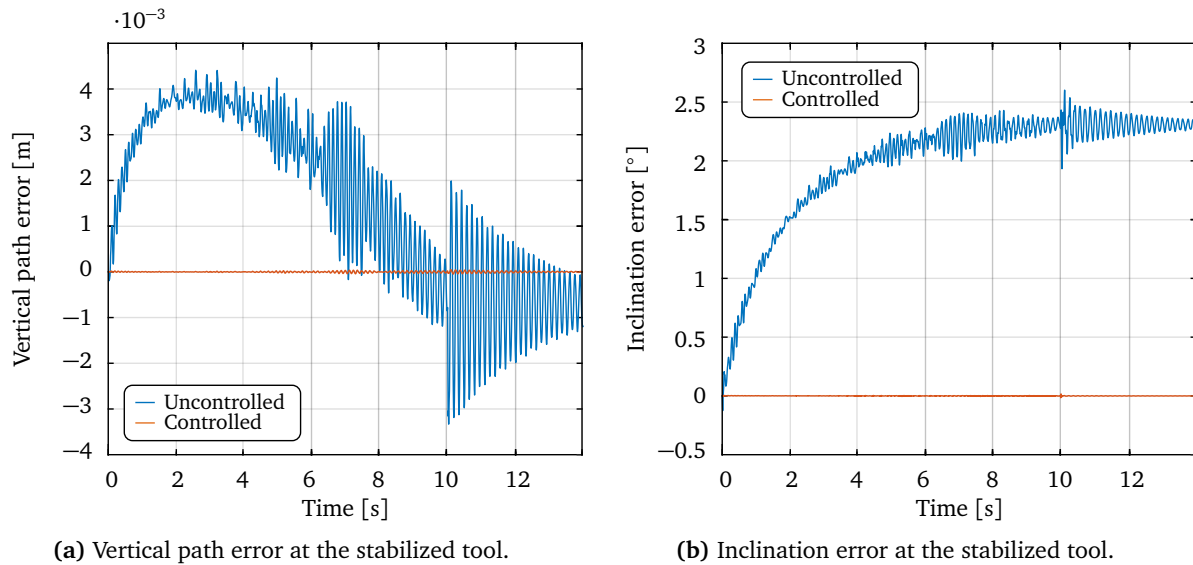 ·10⁻³
4
3
2
1
0
−1
−2
−3
−4
0 2 4 6 8 10 12
Vertical path error [m]
Time [s]
Uncontrolled
Controlled
(a) Vertical path error at the stabilized tool.
3
2.5
2
1.5
1
0.5
0
−0.5
0 2 4 6 8 10 12
Inclination error [°]
Time [s]
Uncontrolled
Controlled
(b) Inclination error at the stabilized tool.